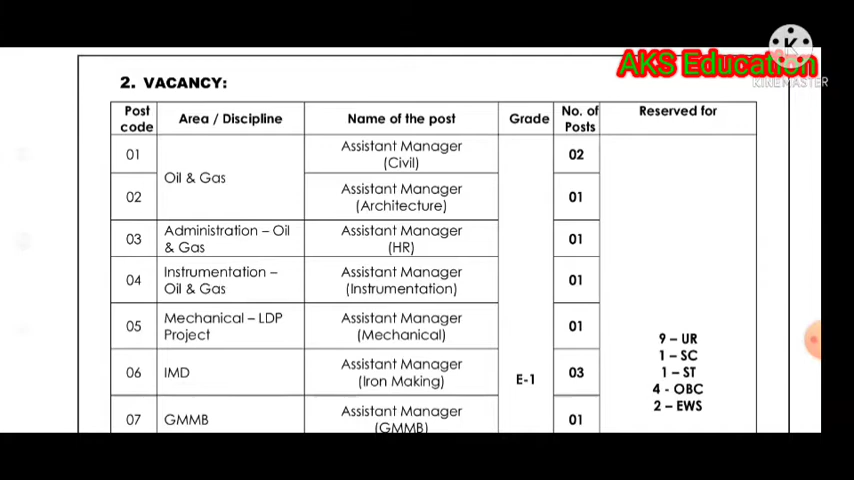 AKS Education
KINEMASTER
2. VACANCY:
Post code Area / Discipline Name of the post Grade No. of Posts Reserved for
01 Oil & Gas Assistant Manager (Civil) 02
02 Assistant Manager (Architecture) 01
03 Administration – Oil & Gas Assistant Manager (HR) 01
04 Instrumentation – Oil & Gas Assistant Manager (Instrumentation) 01
05 Mechanical – LDP Project Assistant Manager (Mechanical) 01
06 IMD Assistant Manager (Iron Making) E-1 03
07 GMMB Assistant Manager (GMMB) 01
9 – UR
1 – SC
1 – ST
4 - OBC
2 – EWS